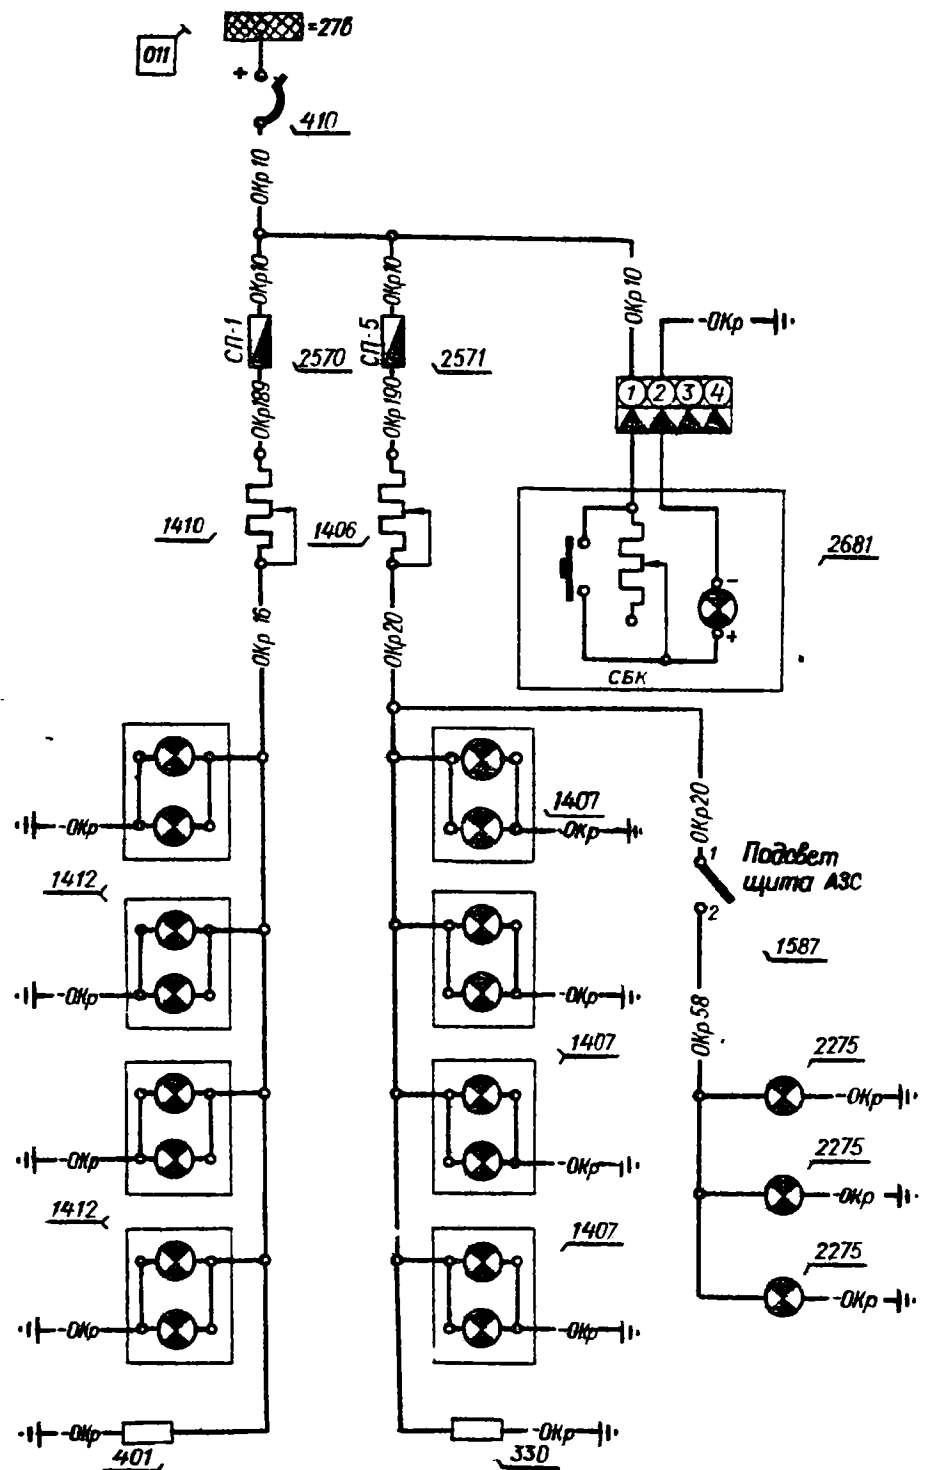 011
=27в
+
410
ОКр 10
ОКр10
ОКр10
ОКр 10
-ОКр
СП-1
2570
СП-5
2571
1 2 3 4
ОКр189
ОКр190
1410
1406
2681
-
+
СБК
ОКр 16
ОКр20
ОКр20
1407
-ОКр
-ОКр
1
Подсвет
щита АЗС
2
1412
1587
-ОКр
-ОКр
ОКр 58
1407
2275
-ОКр
2275
-ОКр
-ОКр
-ОКр
1412
1407
2275
-ОКр
-ОКр
-ОКр
-ОКр
-ОКр
401
330